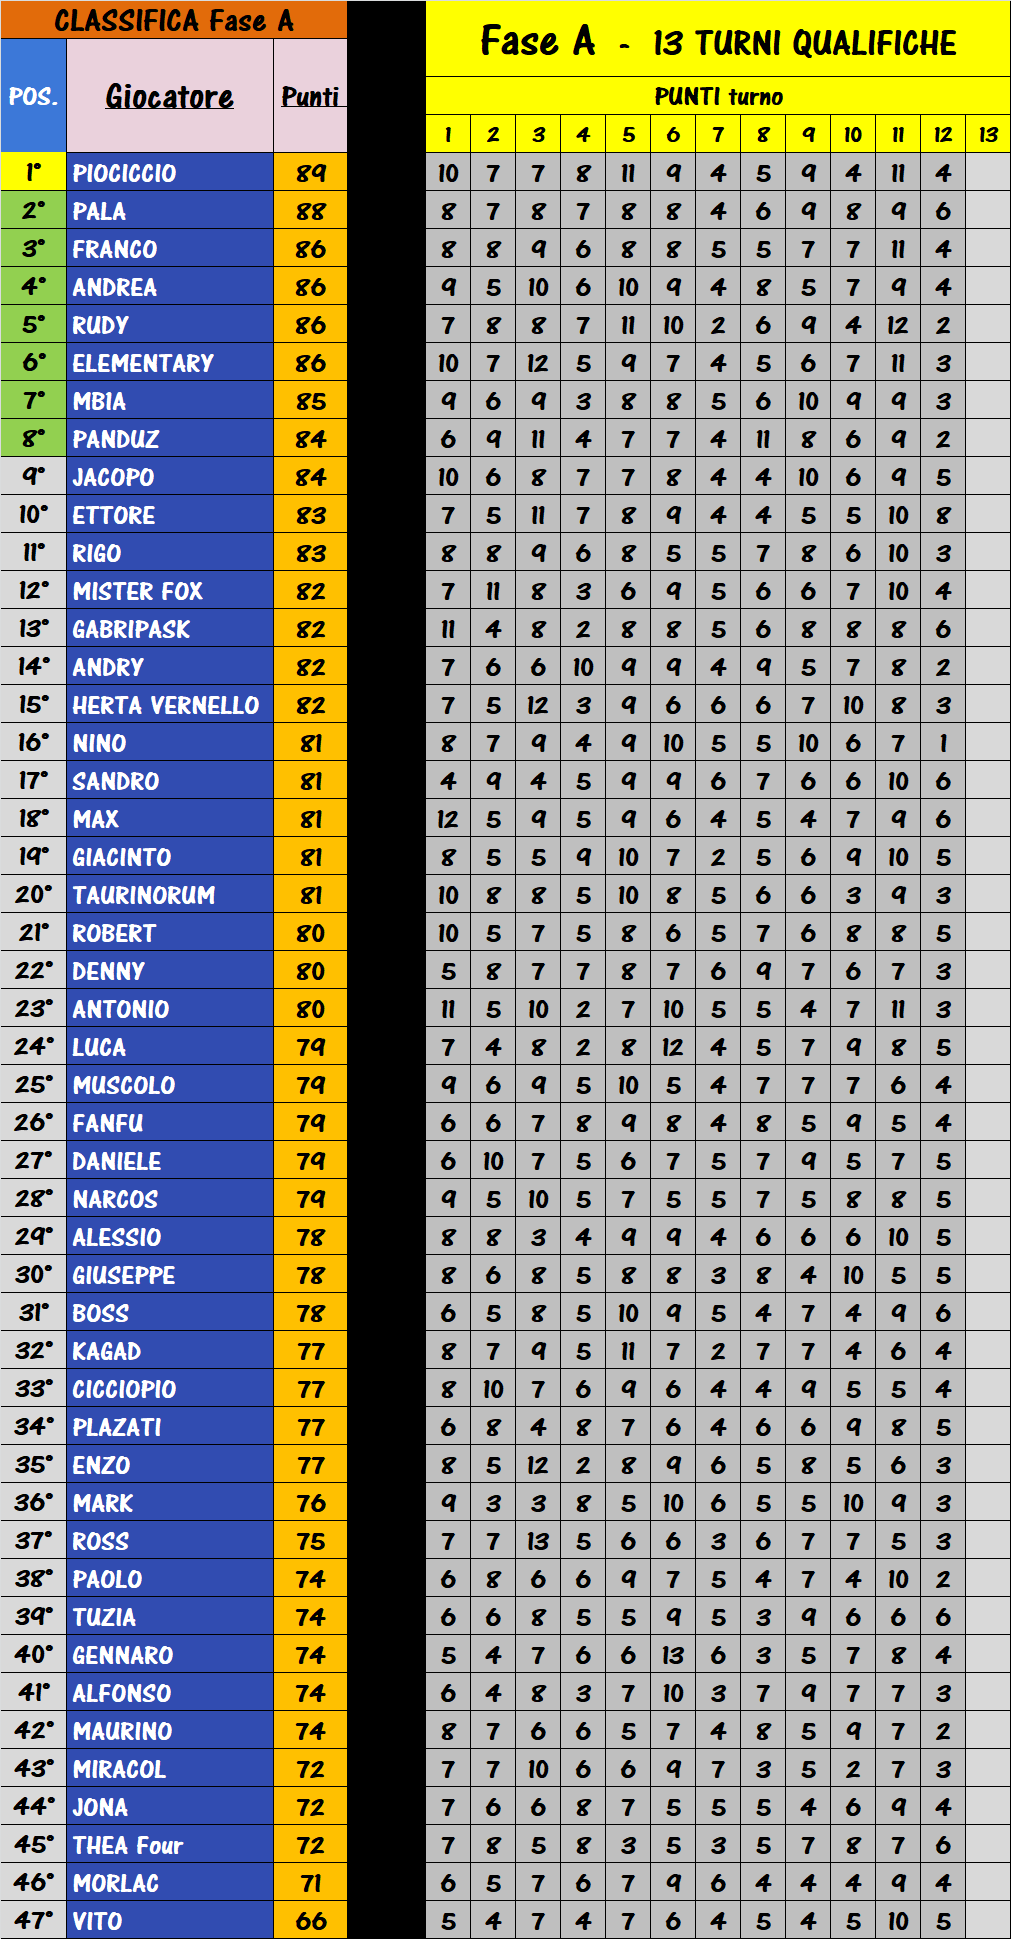 CLASSIFICA Fase A
Fase A - 13 TURNI QUALIFICHE
POS. Giocatore Punti
PUNTI turno
1 2 3 4 5 6 7 8 9 10 11 12 13
1° PIOCICCIO 89 10 7 7 8 11 9 4 5 9 4 11 4
2° PALA 88 8 7 8 7 8 8 4 6 9 8 9 6
3° FRANCO 86 8 8 9 6 8 8 5 5 7 7 11 4
4° ANDREA 86 9 5 10 6 10 9 4 8 5 7 9 4
5° RUDY 86 7 8 8 7 11 10 2 6 9 4 12 2
6° ELEMENTARY 86 10 7 12 5 9 7 4 5 6 7 11 3
7° MBIA 85 9 6 9 3 8 8 5 6 10 9 9 3
8° PANDUZ 84 6 9 11 4 7 7 4 11 8 6 9 2
9° JACOPO 84 10 6 8 7 7 8 4 4 10 6 9 5
10° ETTORE 83 7 5 11 7 8 9 4 4 5 5 10 8
11° RIGO 83 8 8 9 6 8 5 5 7 8 6 10 3
12° MISTER FOX 82 7 11 8 3 6 9 5 6 6 7 10 4
13° GABRIPASK 82 11 4 8 2 8 8 5 6 8 8 8 6
14° ANDRY 82 7 6 6 10 9 9 4 9 5 7 8 2
15° HERTA VERNELLO 82 7 5 12 3 9 6 6 6 7 10 8 3
16° NINO 81 8 7 9 4 9 10 5 5 10 6 7 1
17° SANDRO 81 4 9 4 5 9 9 6 7 6 6 10 6
18° MAX 81 12 5 9 5 9 6 4 5 4 7 9 6
19° GIACINTO 81 8 5 5 9 10 7 2 5 6 9 10 5
20° TAURINORUM 81 10 8 8 5 10 8 5 6 6 3 9 3
21° ROBERT 80 10 5 7 5 8 6 5 7 6 8 8 5
22° DENNY 80 5 8 7 7 8 7 6 9 7 6 7 3
23° ANTONIO 80 11 5 10 2 7 10 5 5 4 7 11 3
24° LUCA 79 7 4 8 2 8 12 4 5 7 9 8 5
25° MUSCOLO 79 9 6 9 5 10 5 4 7 7 7 6 4
26° FANFU 79 6 6 7 8 9 8 4 8 5 9 5 4
27° DANIELE 79 6 10 7 5 6 7 5 7 9 5 7 5
28° NARCOS 79 9 5 10 5 7 5 5 7 5 8 8 5
29° ALESSIO 78 8 8 3 4 9 9 4 6 6 6 10 5
30° GIUSEPPE 78 8 6 8 5 8 8 3 8 4 10 5 5
31° BOSS 78 6 5 8 5 10 9 5 4 7 4 9 6
32° KAGAD 77 8 7 9 5 11 7 2 7 7 4 6 4
33° CICCIOPIO 77 8 10 7 6 9 6 4 4 9 5 5 4
34° PLAZATI 77 6 8 4 8 7 6 4 6 6 9 8 5
35° ENZO 77 8 5 12 2 8 9 6 5 8 5 6 3
36° MARK 76 9 3 3 8 5 10 6 5 5 10 9 3
37° ROSS 75 7 7 13 5 6 6 3 6 7 7 5 3
38° PAOLO 74 6 8 6 6 9 7 5 4 7 4 10 2
39° TUZIA 74 6 6 8 5 5 9 5 3 9 6 6 6
40° GENNARO 74 5 4 7 6 6 13 6 3 5 7 8 4
41° ALFONSO 74 6 4 8 3 7 10 3 7 9 7 7 3
42° MAURINO 74 8 7 6 6 5 7 4 8 5 9 7 2
43° MIRACOL 72 7 7 10 6 6 9 7 3 5 2 7 3
44° JONA 72 7 6 6 8 7 5 5 5 4 6 9 4
45° THEA Four 72 7 8 5 8 3 5 3 5 7 8 7 6
46° MORLAC 71 6 5 7 6 7 9 6 4 4 4 9 4
47° VITO 66 5 4 7 4 7 6 4 5 4 5 10 5